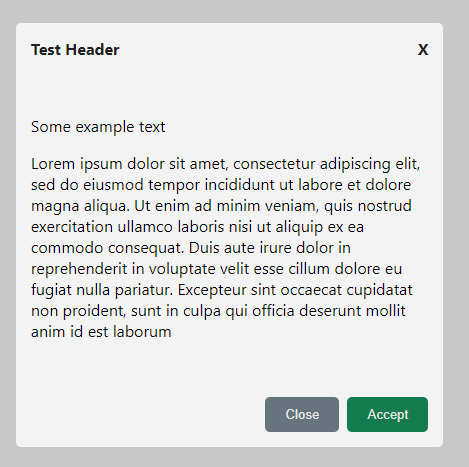 Test Header X
Some example text
Lorem ipsum dolor sit amet, consectetur adipiscing elit,
sed do eiusmod tempor incididunt ut labore et dolore
magna aliqua. Ut enim ad minim veniam, quis nostrud
exercitation ullamco laboris nisi ut aliquip ex ea
commodo consequat. Duis aute irure dolor in
reprehenderit in voluptate velit esse cillum dolore eu
fugiat nulla pariatur. Excepteur sint occaecat cupidatat
non proident, sunt in culpa qui officia deserunt mollit
anim id est laborum
Close Accept